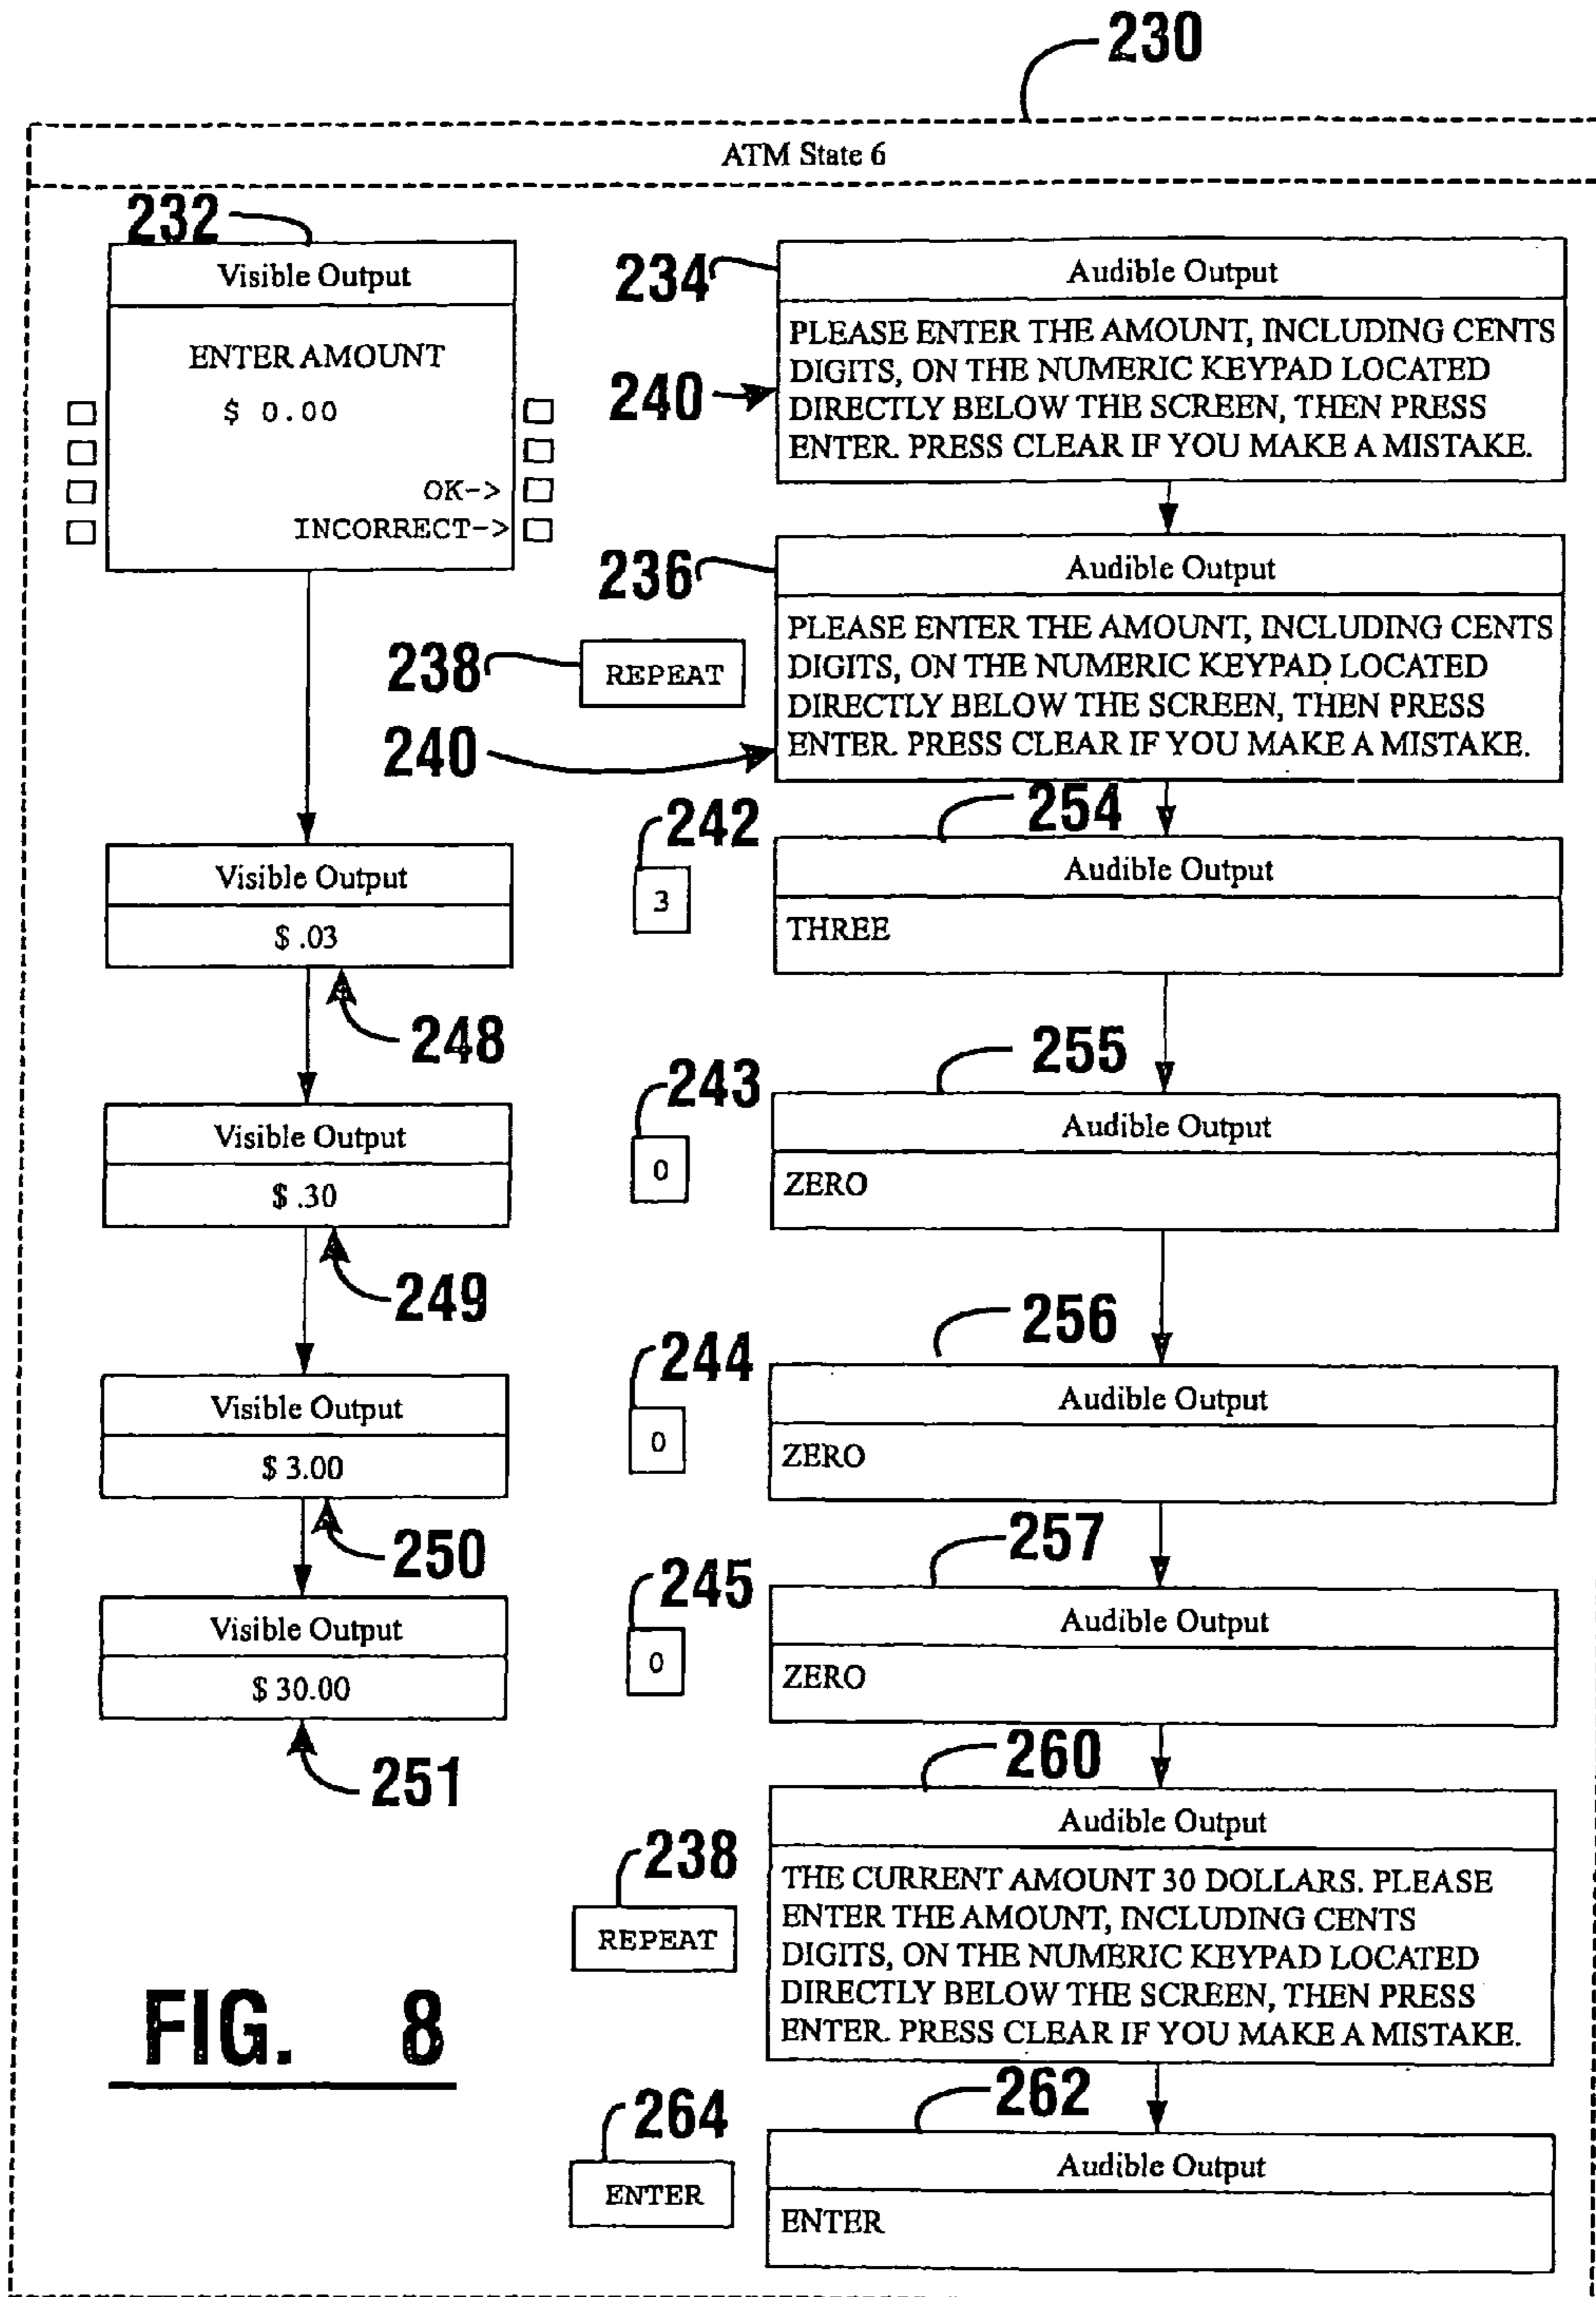 230
ATM State 6
232
Visible Output
ENTER AMOUNT
$ 0.00
OK->
INCORRECT->
234
Audible Output
240
PLEASE ENTER THE AMOUNT, INCLUDING CENTS
DIGITS, ON THE NUMERIC KEYPAD LOCATED
DIRECTLY BELOW THE SCREEN, THEN PRESS
ENTER. PRESS CLEAR IF YOU MAKE A MISTAKE.
236
Audible Output
238
REPEAT
240
PLEASE ENTER THE AMOUNT, INCLUDING CENTS
DIGITS, ON THE NUMERIC KEYPAD LOCATED
DIRECTLY BELOW THE SCREEN, THEN PRESS
ENTER. PRESS CLEAR IF YOU MAKE A MISTAKE.
Visible Output
$ .03
248
242
3
254
Audible Output
THREE
Visible Output
$ .30
249
243
0
255
Audible Output
ZERO
Visible Output
$ 3.00
250
244
0
256
Audible Output
ZERO
Visible Output
$ 30.00
251
245
0
257
Audible Output
ZERO
260
Audible Output
238
REPEAT
THE CURRENT AMOUNT 30 DOLLARS. PLEASE
ENTER THE AMOUNT, INCLUDING CENTS
DIGITS, ON THE NUMERIC KEYPAD LOCATED
DIRECTLY BELOW THE SCREEN, THEN PRESS
ENTER. PRESS CLEAR IF YOU MAKE A MISTAKE.
FIG. 8
264
ENTER
262
Audible Output
ENTER